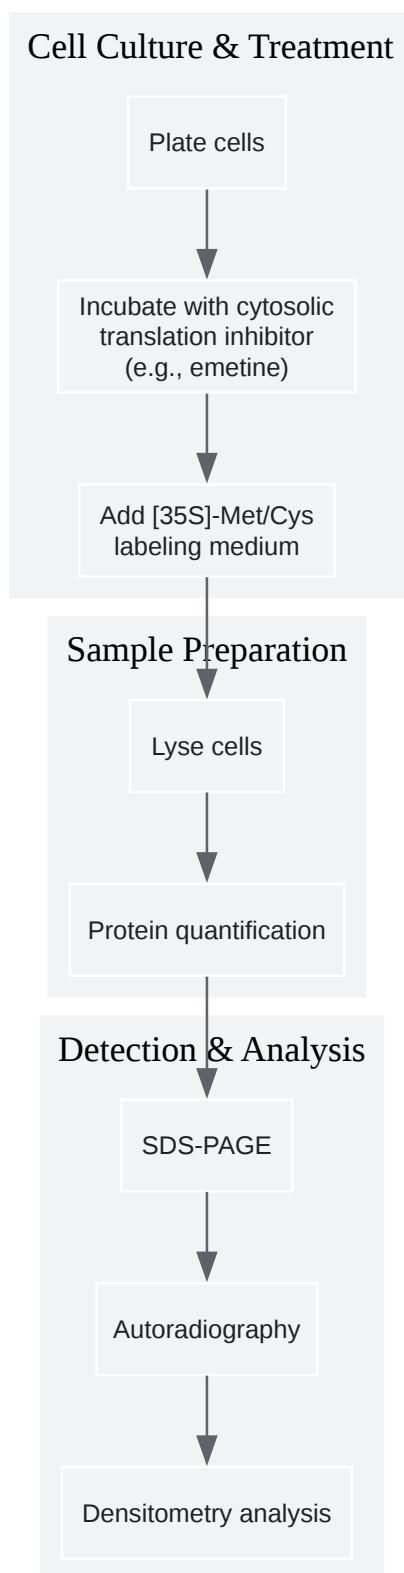 Cell Culture & Treatment
Plate cells
Incubate with cytosolic
translation inhibitor
(e.g., emetine)
Add [35S]-Met/Cys
labeling medium
Sample Preparation
Lyse cells
Protein quantification
Detection & Analysis
SDS-PAGE
Autoradiography
Densitometry analysis